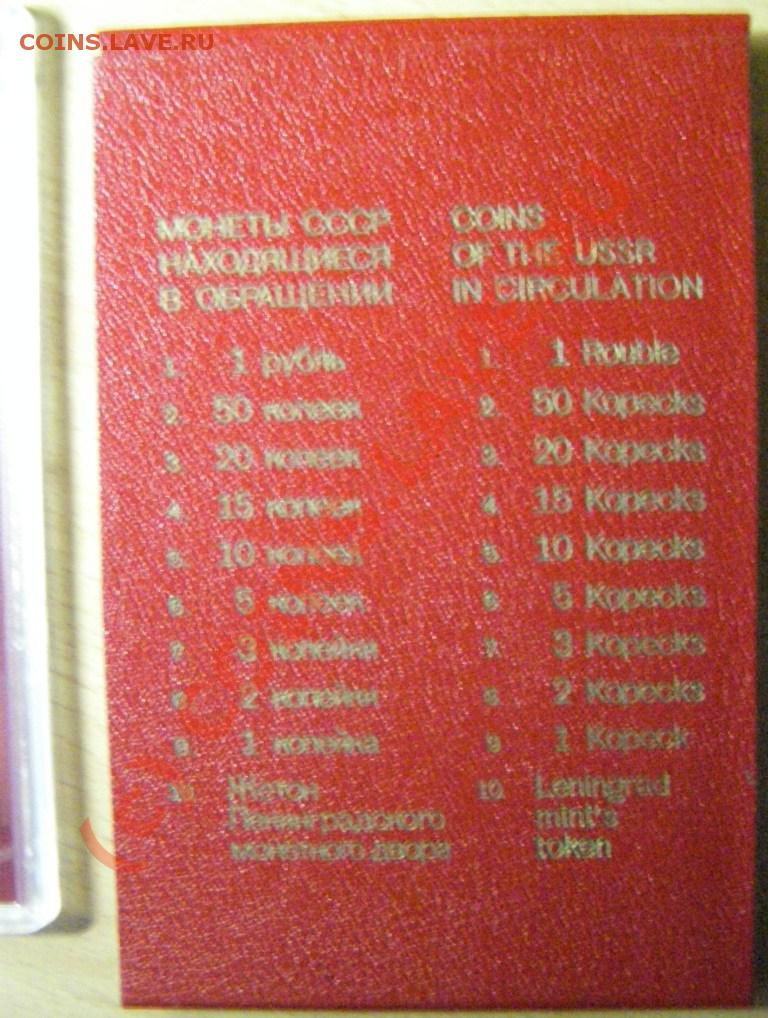 COINS.LAVE.RU
МОНЕТЫ СССР
НАХОДЯЩИЕСЯ
В ОБРАЩЕНИИ
1. 1 рубль
2. 50 копеек
3. 20 копеек
4. 15 копеек
5. 10 копеек
6. 5 копеек
7. 3 копейки
8. 2 копейки
9. 1 копейка
10. Жетон
Ленинградского
монетного двора
COINS
OF THE USSR
IN CIRCULATION
1. 1 Rouble
2. 50 Kopecks
3. 20 Kopecks
4. 15 Kopecks
5. 10 Kopecks
6. 5 Kopecks
7. 3 Kopecks
8. 2 Kopecks
9. 1 Kopeck
10. Leningrad
mint's
token